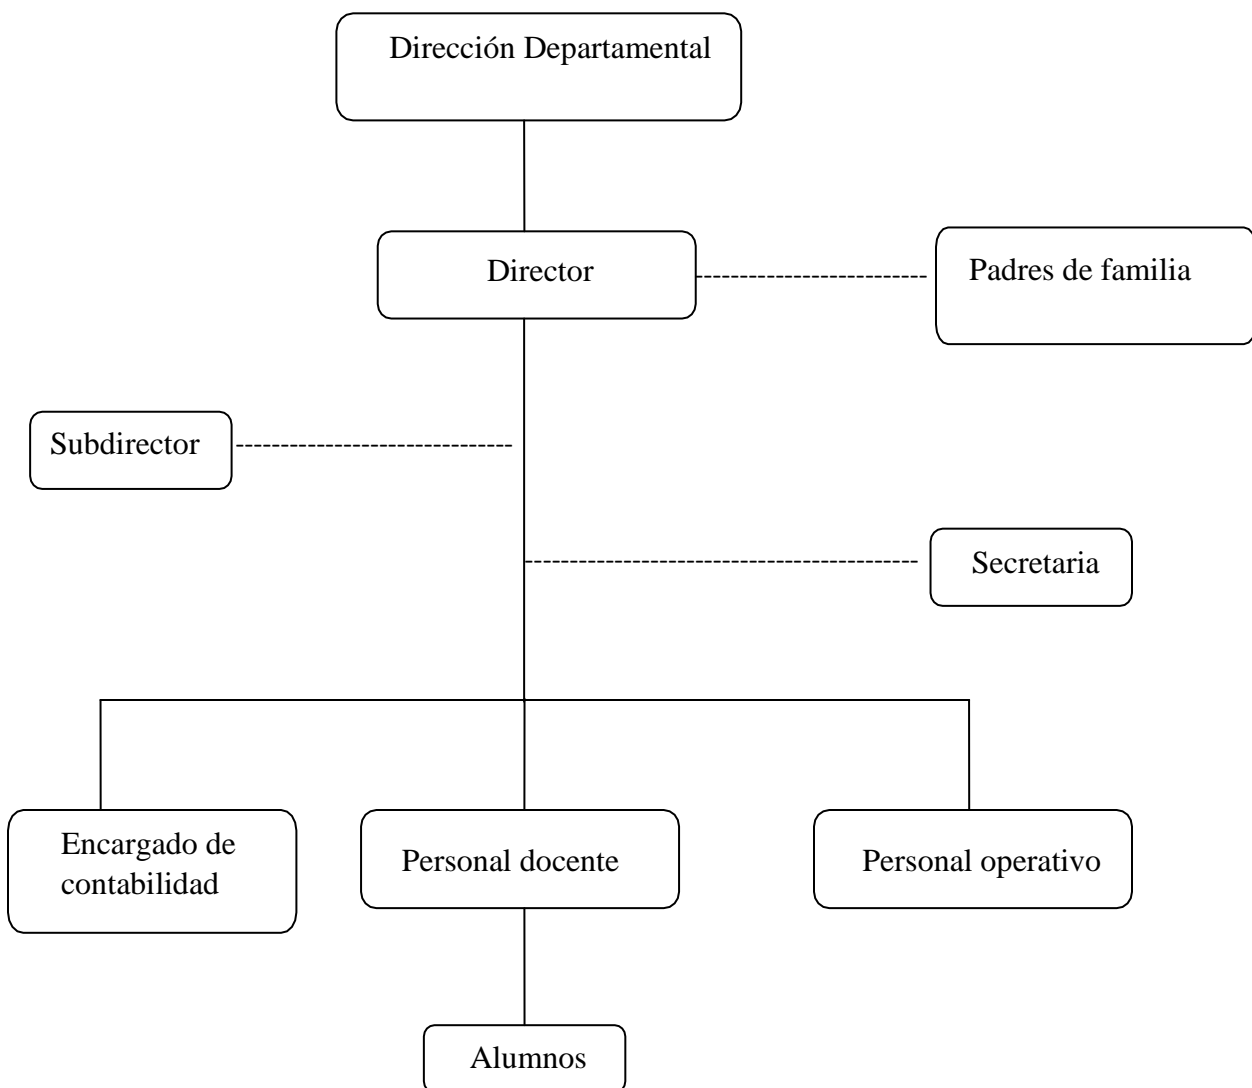 Dirección Departamental
Director
Padres de familia
Subdirector
Secretaria
Encargado de
contabilidad
Personal docente
Personal operativo
Alumnos